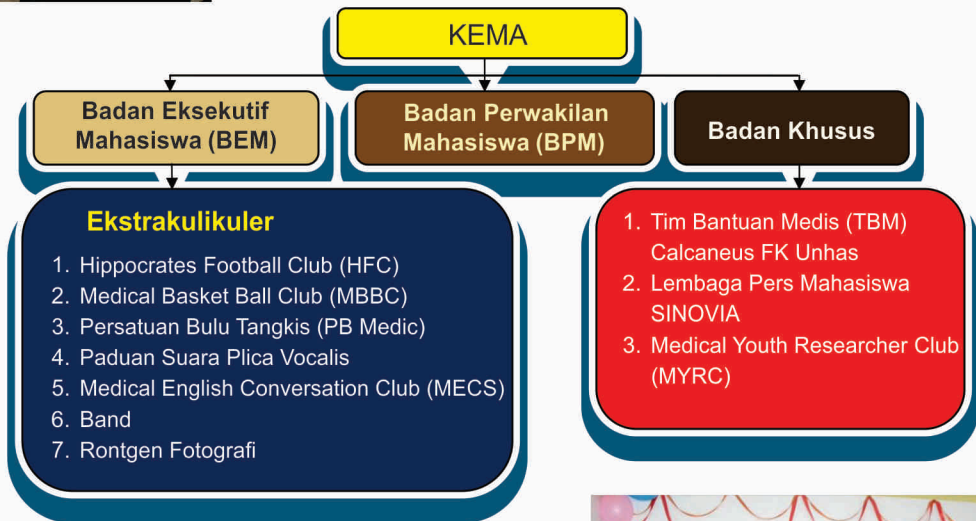 KEMA
Badan Eksekutif
Mahasiswa (BEM)
Badan Perwakilan
Mahasiswa (BPM)
Badan Khusus
Ekstrakulikuler
1. Hippocrates Football Club (HFC)
2. Medical Basket Ball Club (MBBC)
3. Persatuan Bulu Tangkis (PB Medic)
4. Paduan Suara Plica Vocalis
5. Medical English Conversation Club (MECS)
6. Band
7. Rontgen Fotografi
1. Tim Bantuan Medis (TBM)
Calcaneus FK Unhas
2. Lembaga Pers Mahasiswa
SINOVIA
3. Medical Youth Researcher Club
(MYRC)